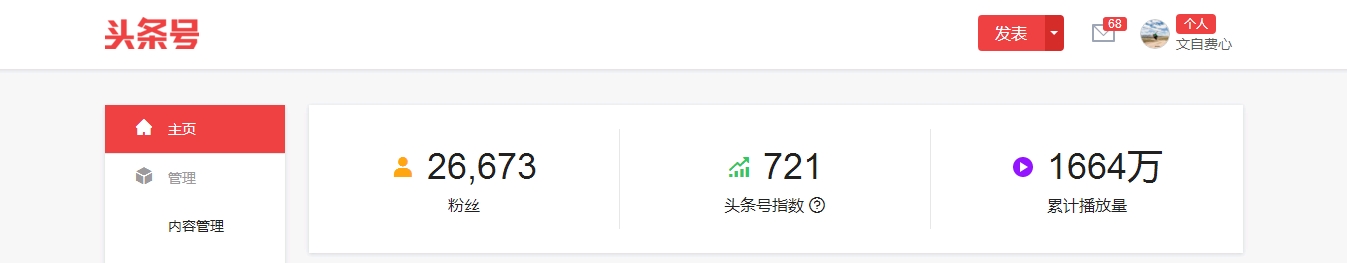 头条号
发表
68
个人
文自费心
主页
管理
内容管理
26,673
粉丝
721
头条号指数
1664万
累计播放量